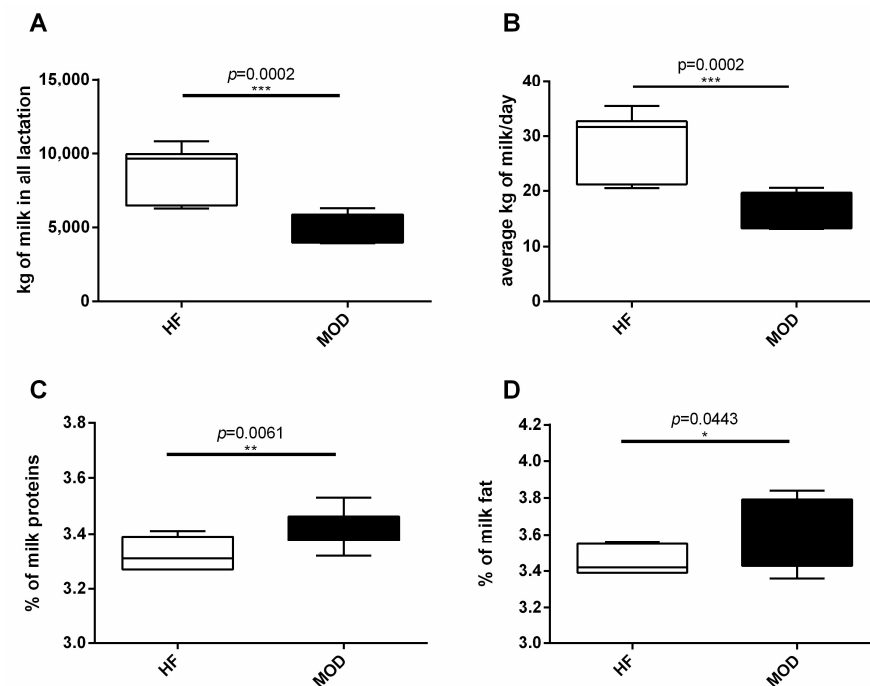 A
kg of milk in all lactation
p=0.0002
***
15,000
10,000
5,000
0
HF
MOD
B
average kg of milk/day
p=0.0002
***
40
30
20
10
0
HF
MOD
C
% of milk proteins
p=0.0061
**
3.8
3.6
3.4
3.2
3.0
HF
MOD
D
% of milk fat
p=0.0443
*
4.2
4.0
3.8
3.6
3.4
3.2
3.0
HF
MOD